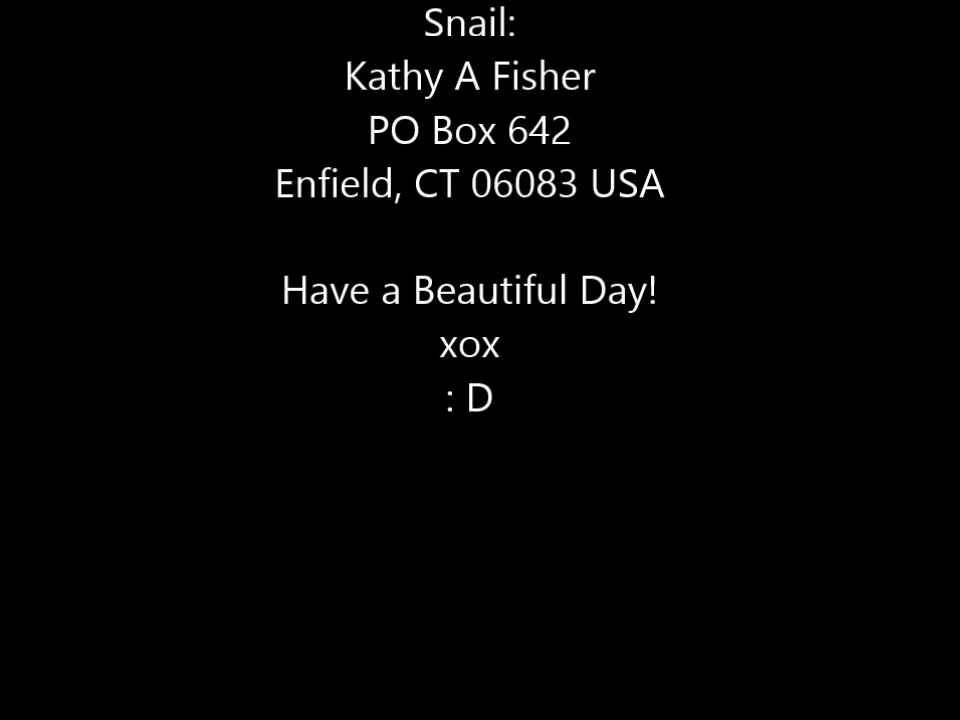 Snail:
Kathy A Fisher
PO Box 642
Enfield, CT 06083 USA
Have a Beautiful Day!
xox
: D